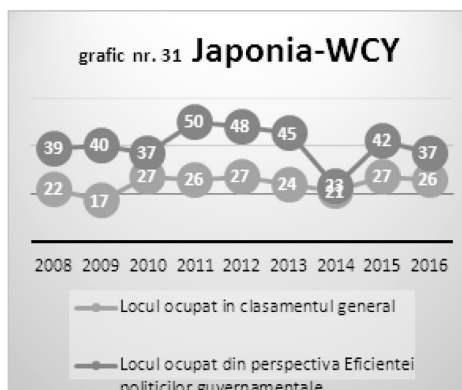 grafic nr. 31 Japonia-WCY
50 48 45
39 40 37 42 37
22 17 27 26 27 24 23 27 26
21
2008 2009 2010 2011 2012 2013 2014 2015 2016
Locul ocupat in clasamentul general
Locul ocupat din perspectiva Eficientei
politicilor guvernamentale